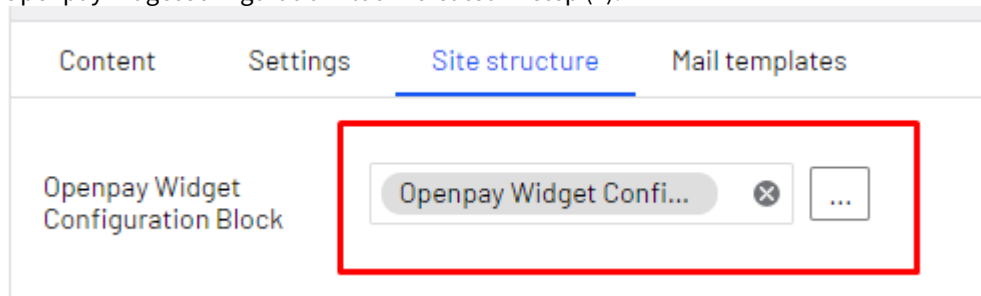 Content Settings Site structure Mail templates
Openpay Widget
Configuration Block
Openpay Widget Confi...
...